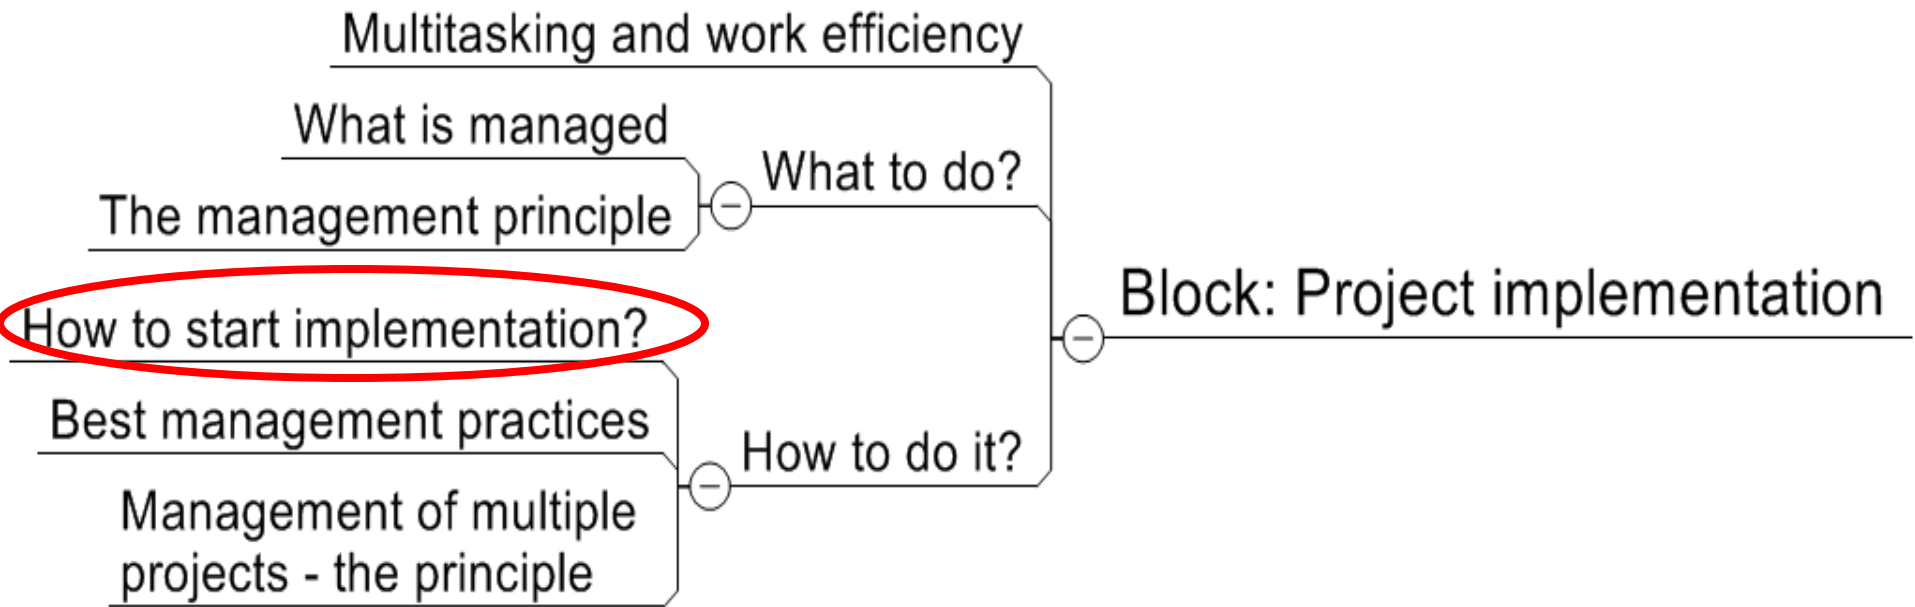 Multitasking and work efficiency
What is managed
The management principle
What to do?
How to start implementation?
Best management practices
Management of multiple
projects - the principle
How to do it?
Block: Project implementation